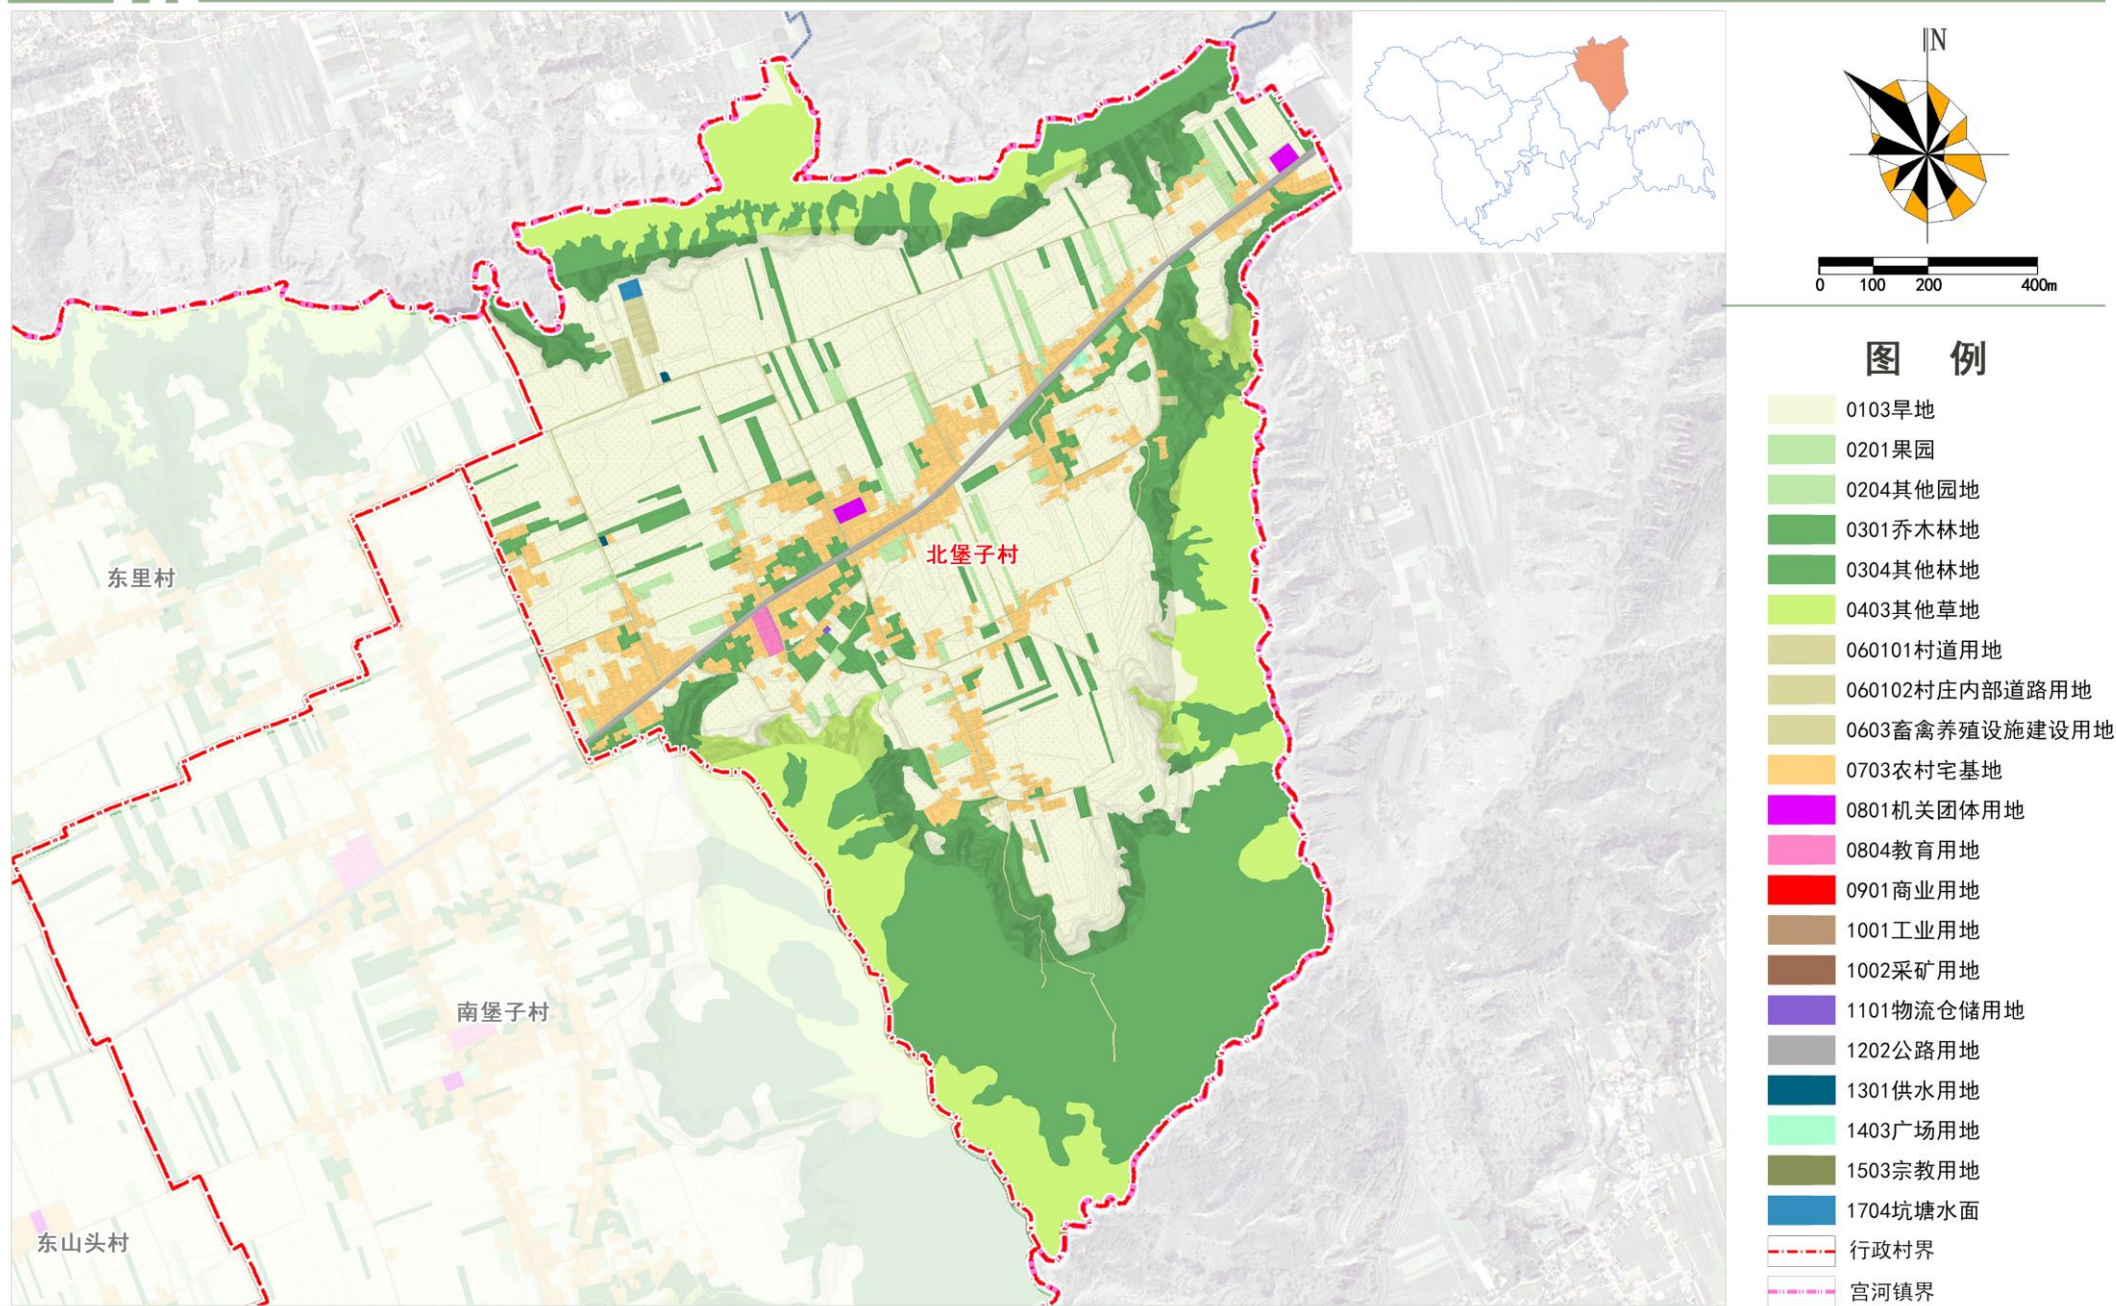 N
0 100 200 400m
图 例
0103旱地
0201果园
0204其他园地
0301乔木林地
0304其他林地
0403其他草地
060101村道用地
060102村庄内部道路用地
0603畜禽养殖设施建设用地
0703农村宅基地
0801机关团体用地
0804教育用地
0901商业用地
1001工业用地
1002采矿用地
1101物流仓储用地
1202公路用地
1301供水用地
1403广场用地
1503宗教用地
1704坑塘水面
行政村界
宫河镇界
北堡子村
东里村
南堡子村
东山头村